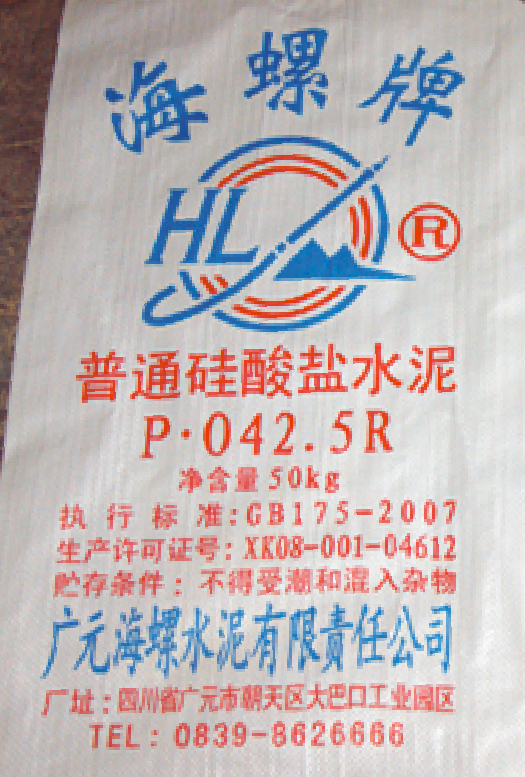 海螺牌
HL
R
普通硅酸盐水泥
P·O42.5R
净含量50kg
执行标准:GB175-2007
生产许可证号:XK08-001-04612
贮存条件：不得受潮和混入杂物
广元海螺水泥有限责任公司
厂址：四川省广元市朝天区大巴口工业园区
TEL：0839-8626666